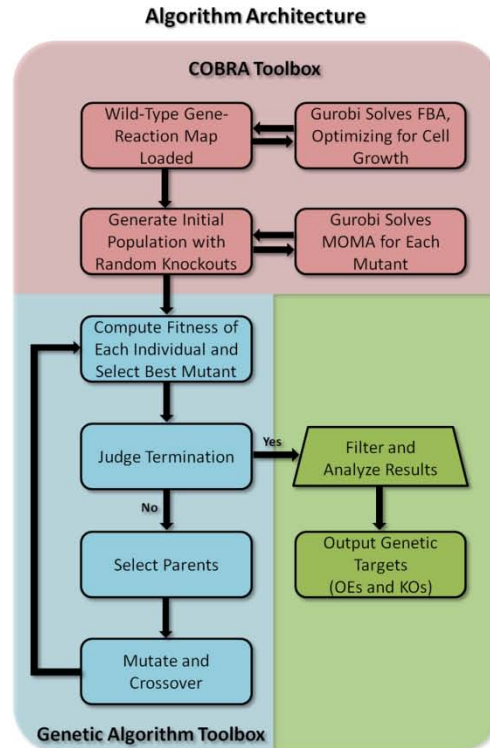 Algorithm Architecture
COBRA Toolbox
Wild-Type Gene-
Reaction Map
Loaded
Gurobi Solves FBA,
Optimizing for Cell
Growth
Generate Initial
Population with
Random Knockouts
Gurobi Solves
MOMA for Each
Mutant
Compute Fitness of
Each Individual and
Select Best Mutant
Judge Termination
Yes
Filter and
Analyze Results
No
Select Parents
Output Genetic
Targets
(OEs and KOs)
Mutate and
Crossover
Genetic Algorithm Toolbox